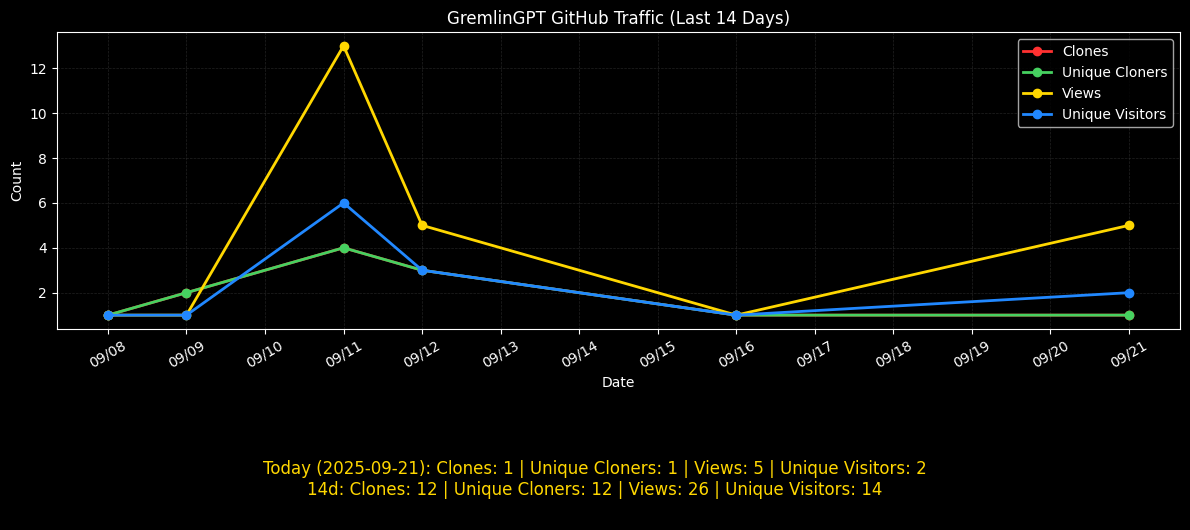 GremlinGPT GitHub Traffic (Last 14 Days)
Clones
Unique Cloners
Views
Unique Visitors
Count
12
10
8
6
4
2
09/08
09/09
09/10
09/11
09/12
09/13
09/14
09/15
09/16
09/17
09/18
09/19
09/20
09/21
Date
Today (2025-09-21): Clones: 1 | Unique Cloners: 1 | Views: 5 | Unique Visitors: 2
14d: Clones: 12 | Unique Cloners: 12 | Views: 26 | Unique Visitors: 14